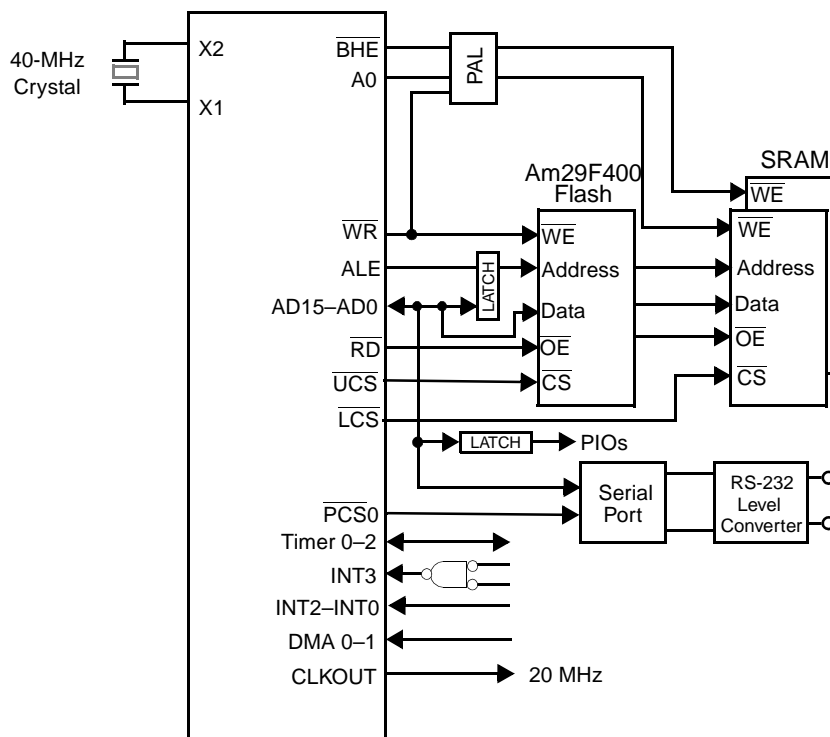 40-MHz
Crystal
X2
X1
BHE
A0
PAL
WR
ALE
AD15–AD0
RD
UCS
LCS
LATCH
Am29F400
Flash
WE
Address
Data
OE
CS
SRAM
WE
WE
Address
Data
OE
CS
LATCH
PIOs
Serial
Port
RS-232
Level
Converter
PCS0
Timer 0–2
INT3
INT2–INT0
DMA 0–1
CLKOUT
20 MHz